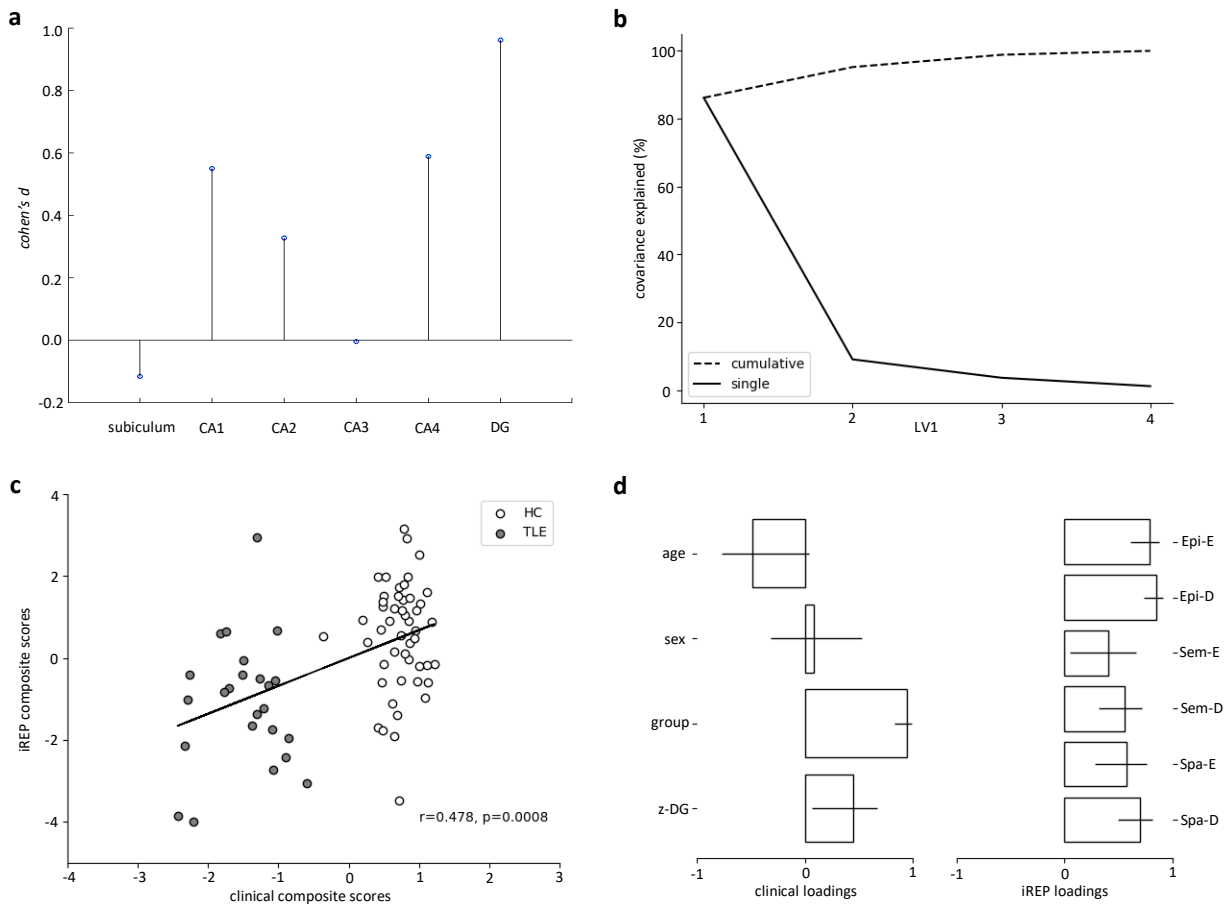 a
1.0
0.8
0.6
0.4
0.2
0.0
-0.2
cohen's d
subiculum CA1 CA2 CA3 CA4 DG
b
100
80
60
40
20
0
covariance explained (%)
cumulative
single
1 2 3 4
LV1
c
4
2
0
-2
-4
iREP composite scores
HC
TLE
r=0.478, p=0.0008
-4 -3 -2 -1 0 1 2 3
clinical composite scores
d
age
sex
group
z-DG
-1 0 1
clinical loadings
Epi-E
Epi-D
Sem-E
Sem-D
Spa-E
Spa-D
-1 0 1
iREP loadings